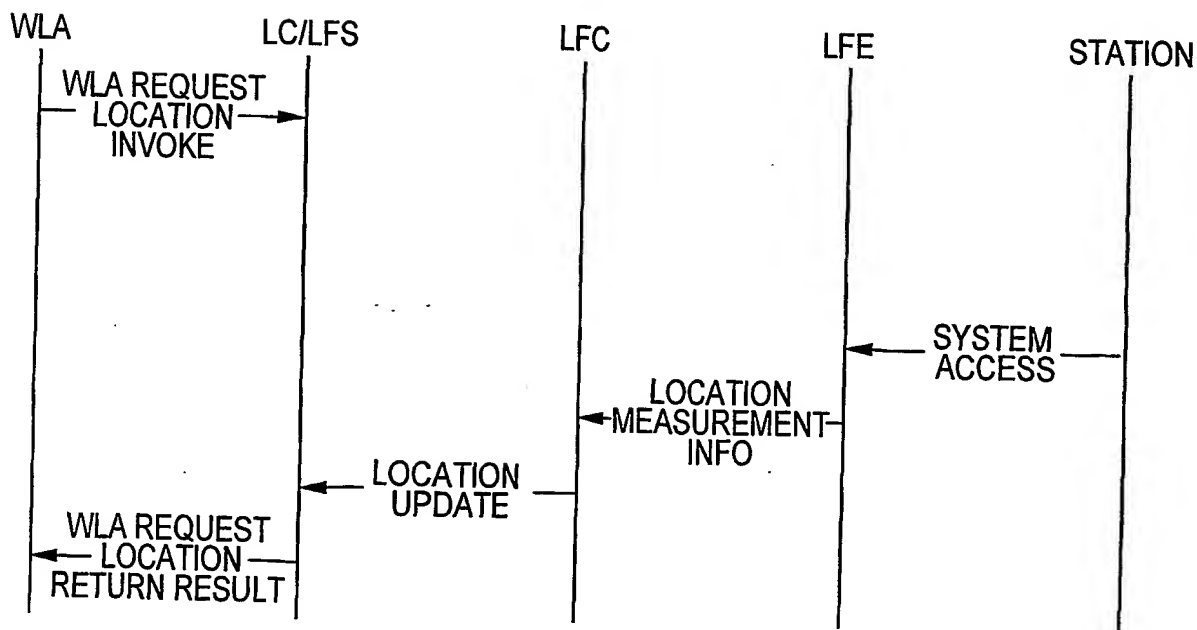 WLA
LC/LFS
LFC
LFE
STATION
WLA REQUEST
LOCATION
INVOKE
SYSTEM
ACCESS
LOCATION
MEASUREMENT
INFO
LOCATION
UPDATE
WLA REQUEST
LOCATION
RETURN RESULT